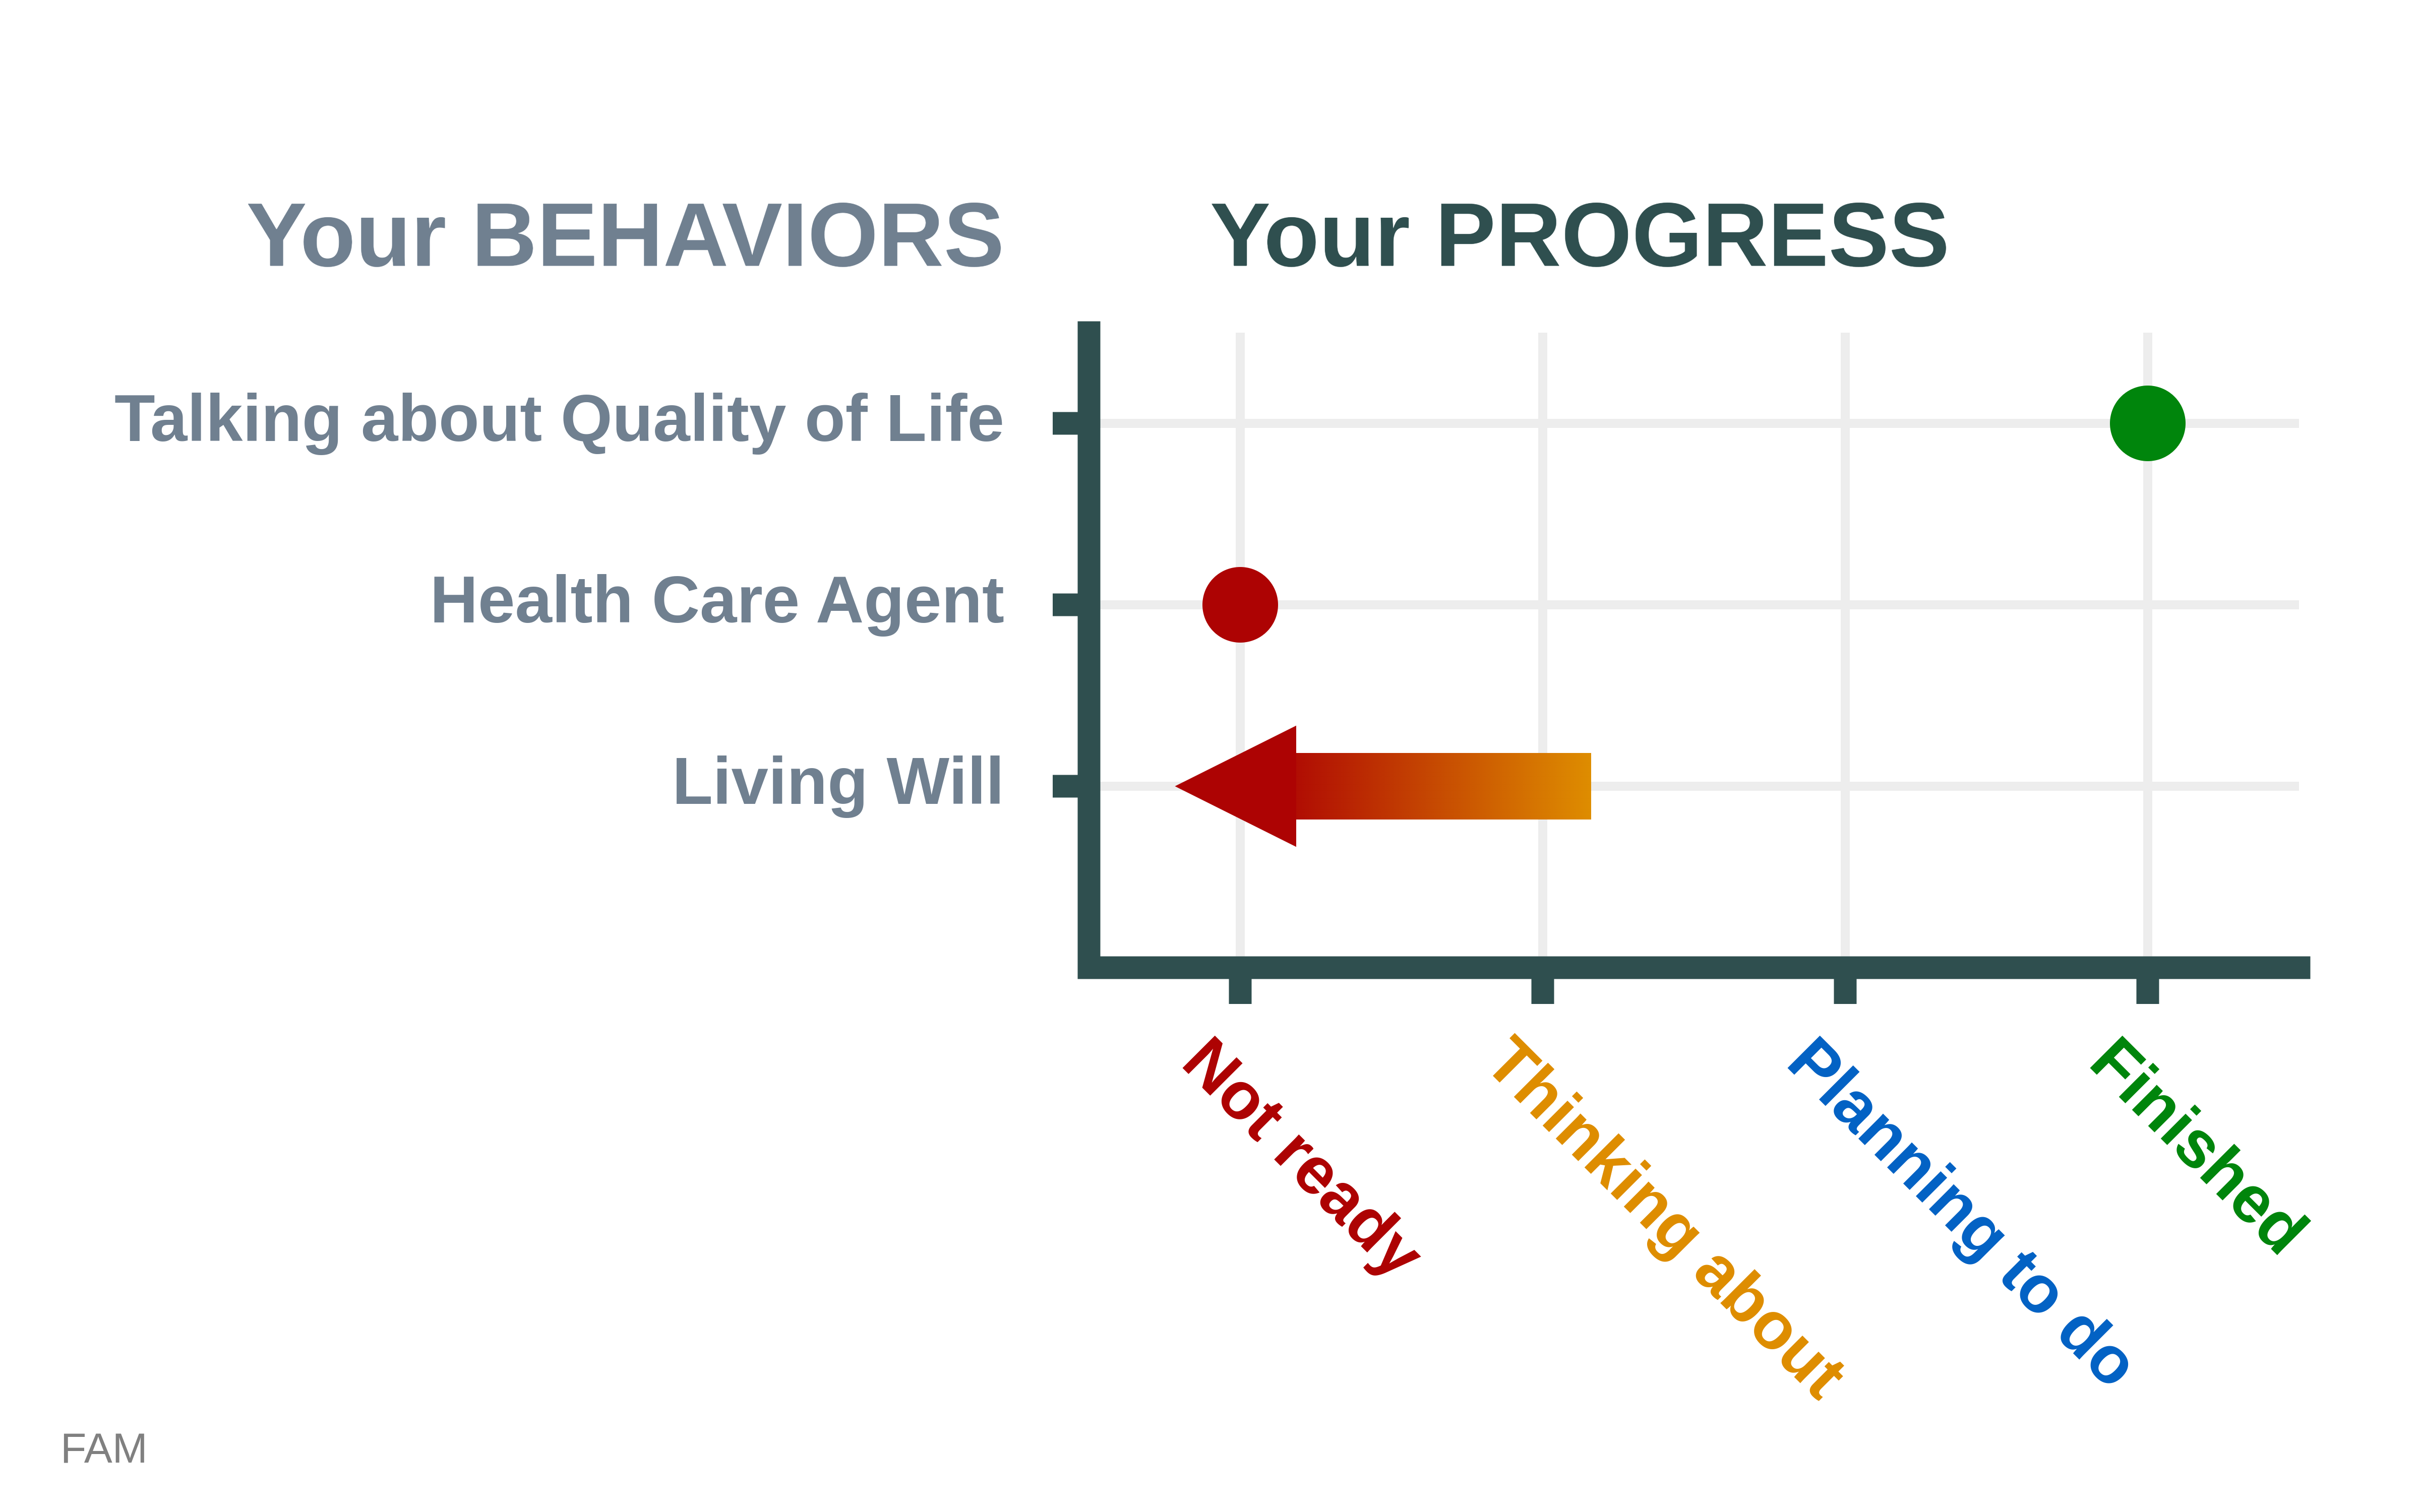 Your BEHAVIORS
Your PROGRESS
Talking about Quality of Life
Health Care Agent
Living Will
Not ready
Thinking about
Planning to do
Finished
FAM